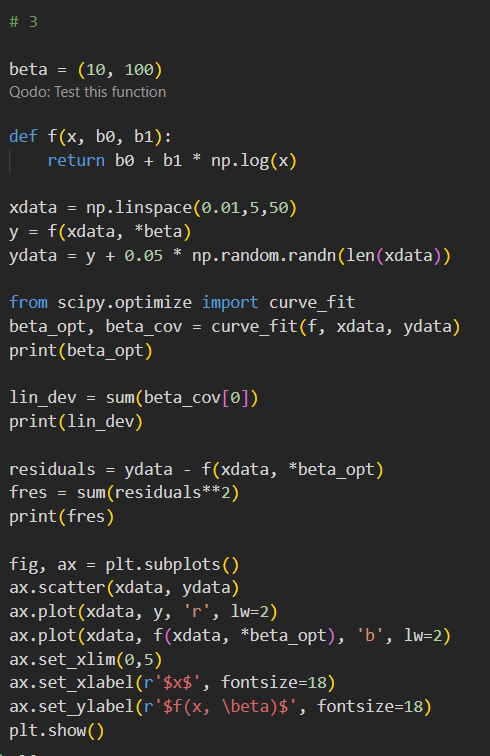 # 3
beta = (10, 100)
Qodo: Test this function
def f(x, b0, b1):
    return b0 + b1 * np.log(x)
xdata = np.linspace(0.01,5,50)
y = f(xdata, *beta)
ydata = y + 0.05 * np.random.randn(len(xdata))
from scipy.optimize import curve_fit
beta_opt, beta_cov = curve_fit(f, xdata, ydata)
print(beta_opt)
lin_dev = sum(beta_cov[0])
print(lin_dev)
residuals = ydata - f(xdata, *beta_opt)
fres = sum(residuals**2)
print(fres)
fig, ax = plt.subplots()
ax.scatter(xdata, ydata)
ax.plot(xdata, y, 'r', lw=2)
ax.plot(xdata, f(xdata, *beta_opt), 'b', lw=2)
ax.set_xlim(0,5)
ax.set_xlabel(r'$x$', fontsize=18)
ax.set_ylabel(r'$f(x, \beta)$', fontsize=18)
plt.show()